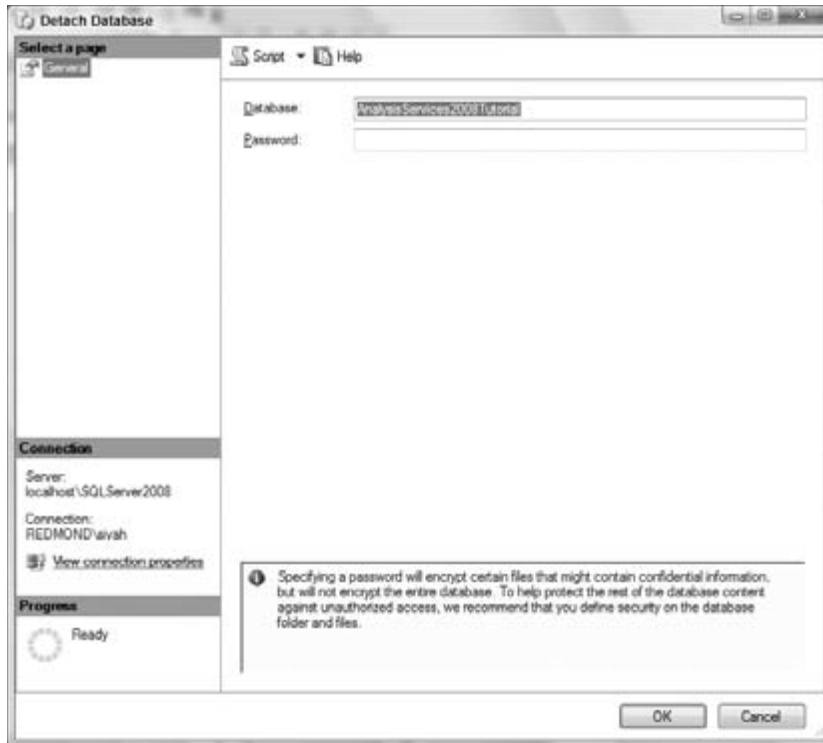 Detach Database
Select a page
General
Script Help
Database: AnalysisServices2008Tutorial
Password:
Connection
Server:
localhost\SQLServer2008
Connection:
REDMOND\sivah
View connection properties
Progress
Ready
Specifying a password will encrypt certain files that might contain confidential information,
but will not encrypt the entire database. To help protect the rest of the database content
against unauthorized access, we recommend that you define security on the database
folder and files.
OK Cancel